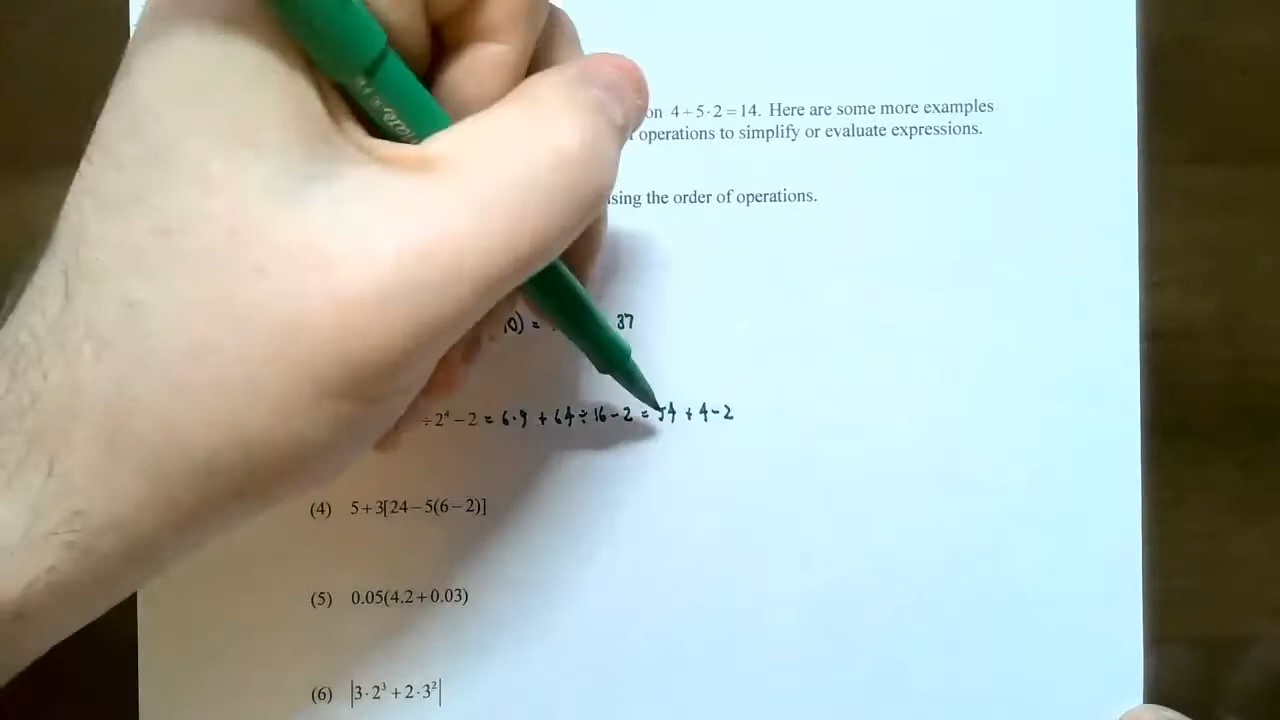 on 4+5·2=14. Here are some more examples
operations to simplify or evaluate expressions.
using the order of operations.
10) = 37
÷2⁴−2 = 6·9 + 64÷16−2 = 54 + 4−2
(4) 5+3[24−5(6−2)]
(5) 0.05(4.2+0.03)
(6) |3·2³+2·3²|